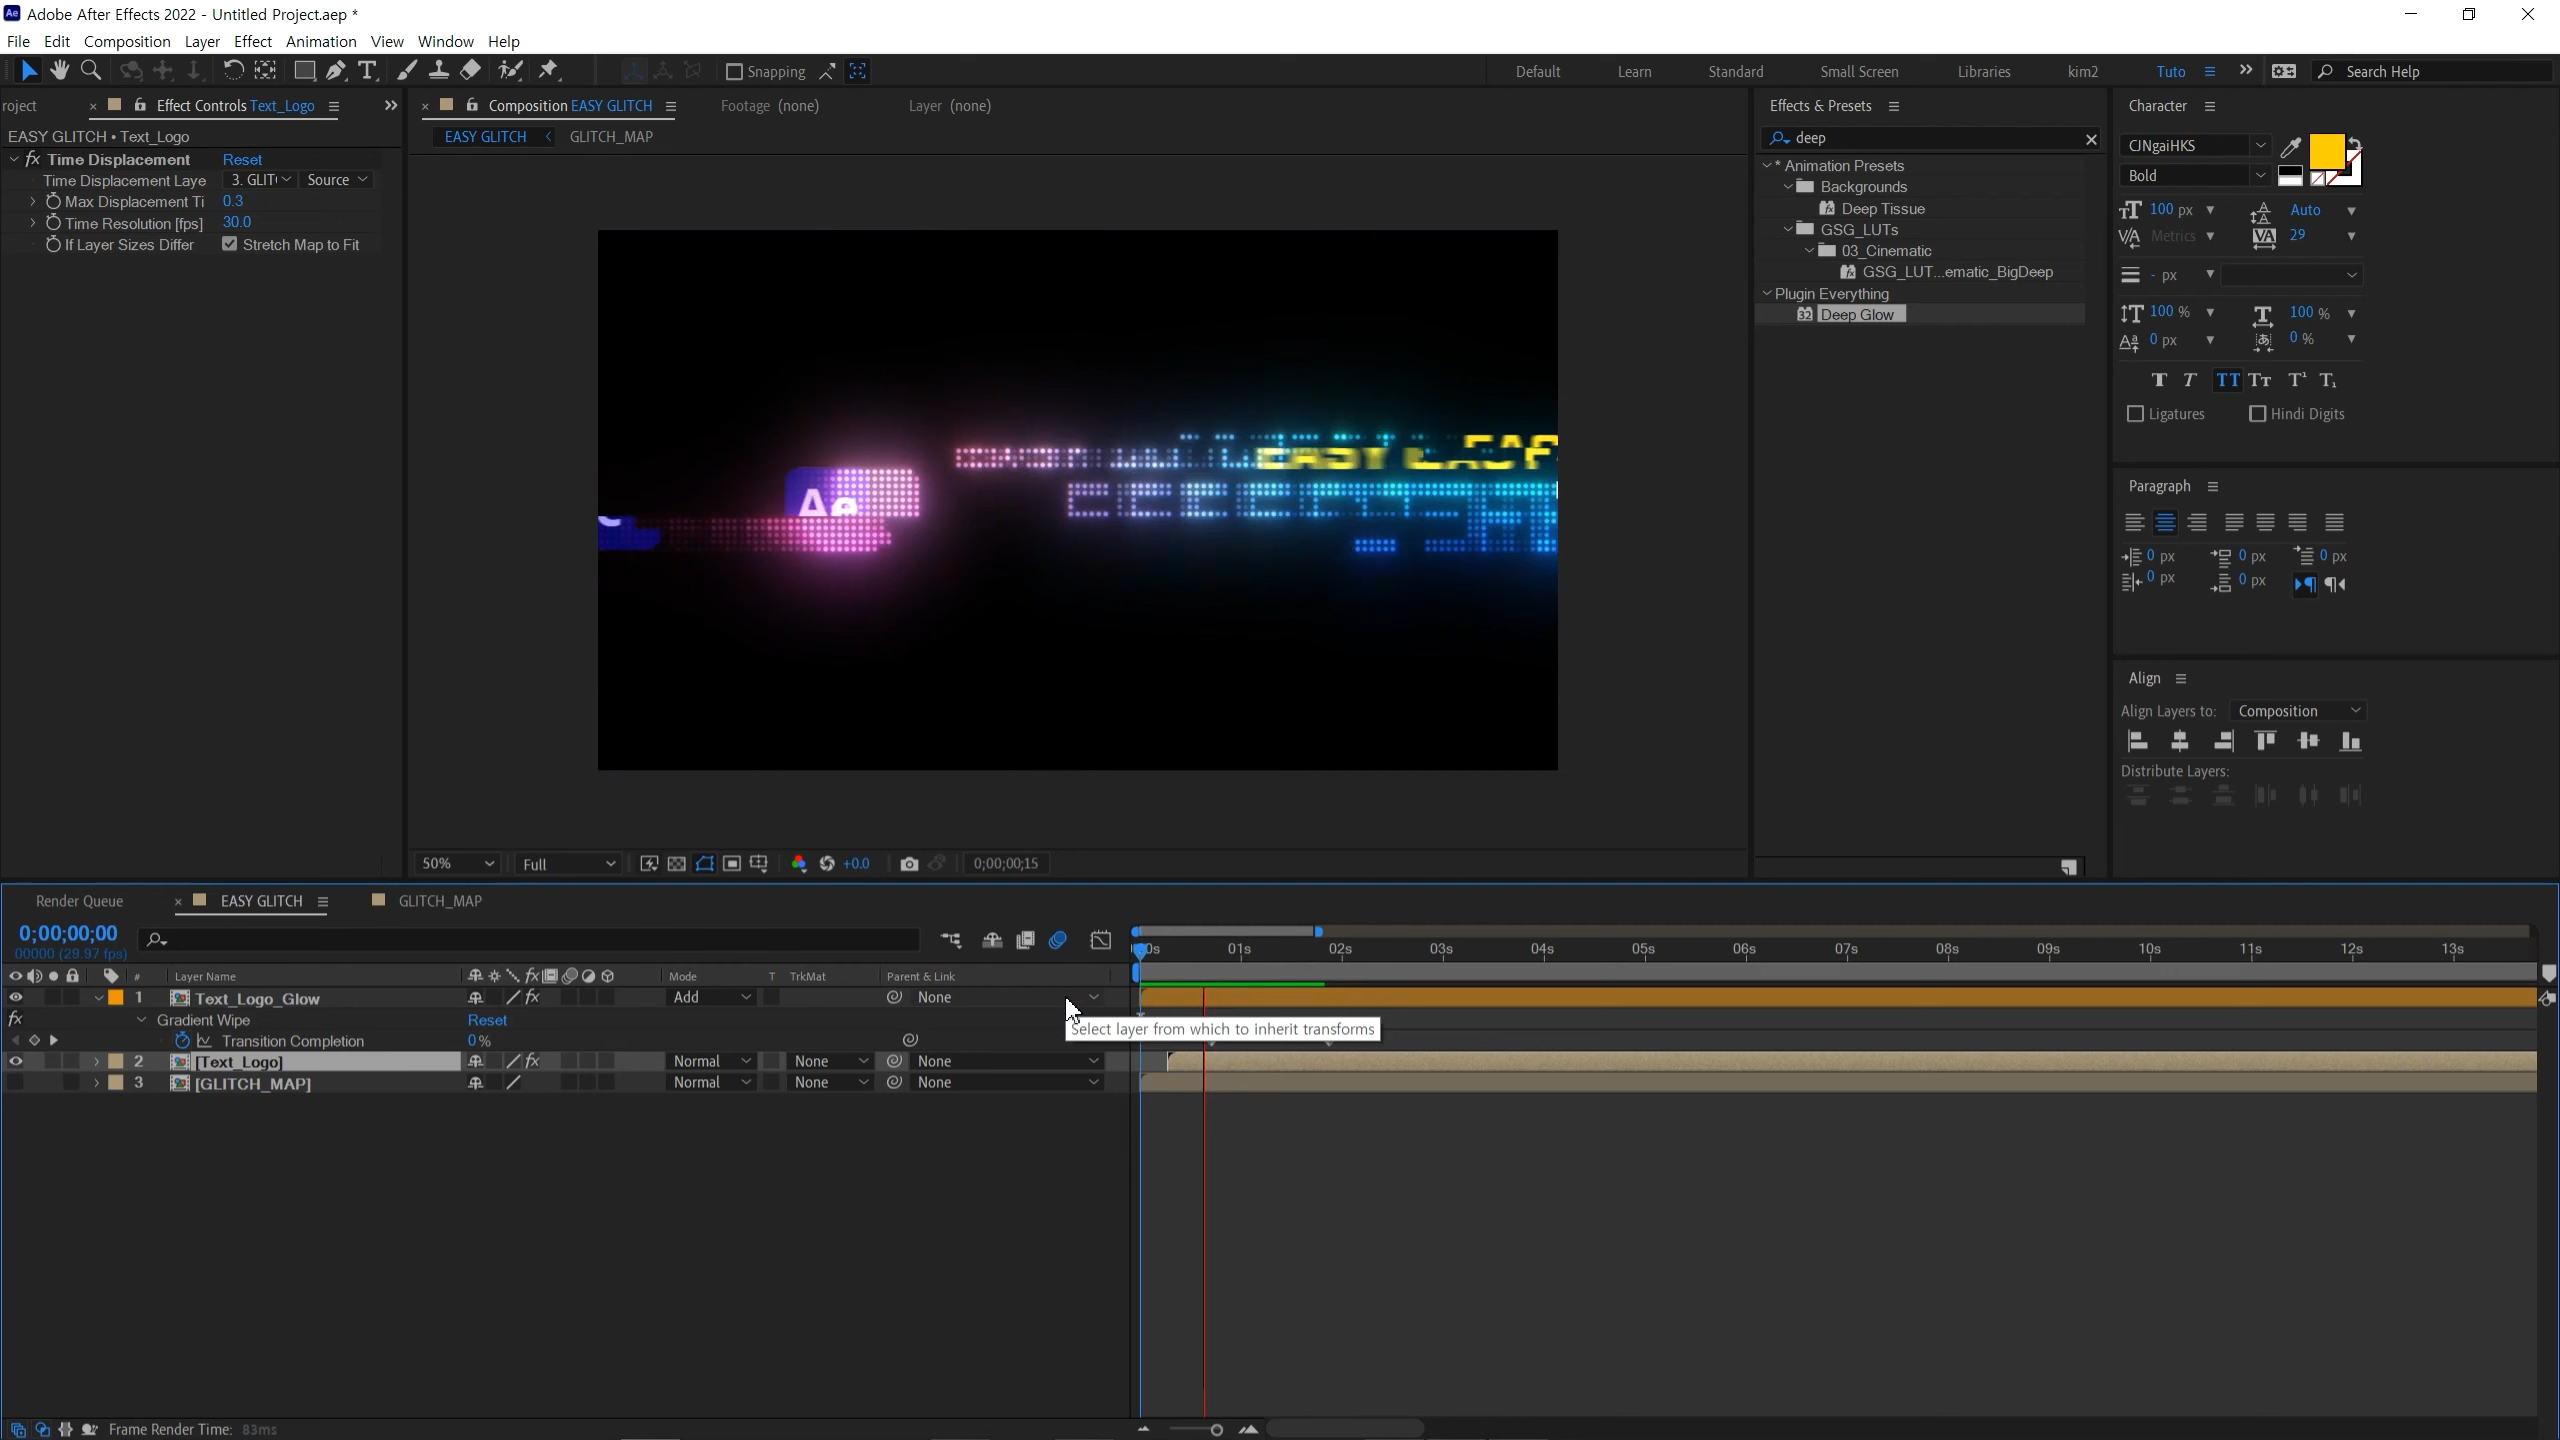 Adobe After Effects 2022 - Untitled Project.aep *
File Edit Composition Layer Effect Animation View Window Help
Snapping
Default Learn Standard Small Screen Libraries kim2 Tuto Search Help
roject × Effect Controls Text_Logo
× Composition EASY GLITCH Footage (none) Layer (none)
Effects & Presets
Character
EASY GLITCH • Text_Logo
EASY GLITCH GLITCH_MAP
deep
fx Time Displacement Reset
Time Displacement Laye 3. GLIT Source
Max Displacement Ti 0.3
Time Resolution [fps] 30.0
If Layer Sizes Differ Stretch Map to Fit
* Animation Presets
Backgrounds
Deep Tissue
GSG_LUTs
03_Cinematic
GSG_LUT...ematic_BigDeep
Plugin Everything
32 Deep Glow
CJNgaiHKS
Bold
100 px Auto
Metrics 29
- px
100 % 100 %
0 px 0 %
Ligatures Hindi Digits
Paragraph
0 px 0 px 0 px
0 px 0 px
Align
Align Layers to: Composition
Distribute Layers:
Ae
EASY
50% Full +0.0 0;00;00;15
Render Queue × EASY GLITCH GLITCH_MAP
0;00;00;00
00000 (29.97 fps)
01s 02s 03s 04s 05s 06s 07s 08s 09s 10s 11s 12s 13s
# Layer Name fx Mode T TrkMat Parent & Link
1 Text_Logo_Glow fx Add None
fx Gradient Wipe Reset
Select layer from which to inherit transforms
Transition Completion 0 %
2 [Text_Logo] fx Normal None None
3 [GLITCH_MAP] Normal None None
Frame Render Time: 83ms